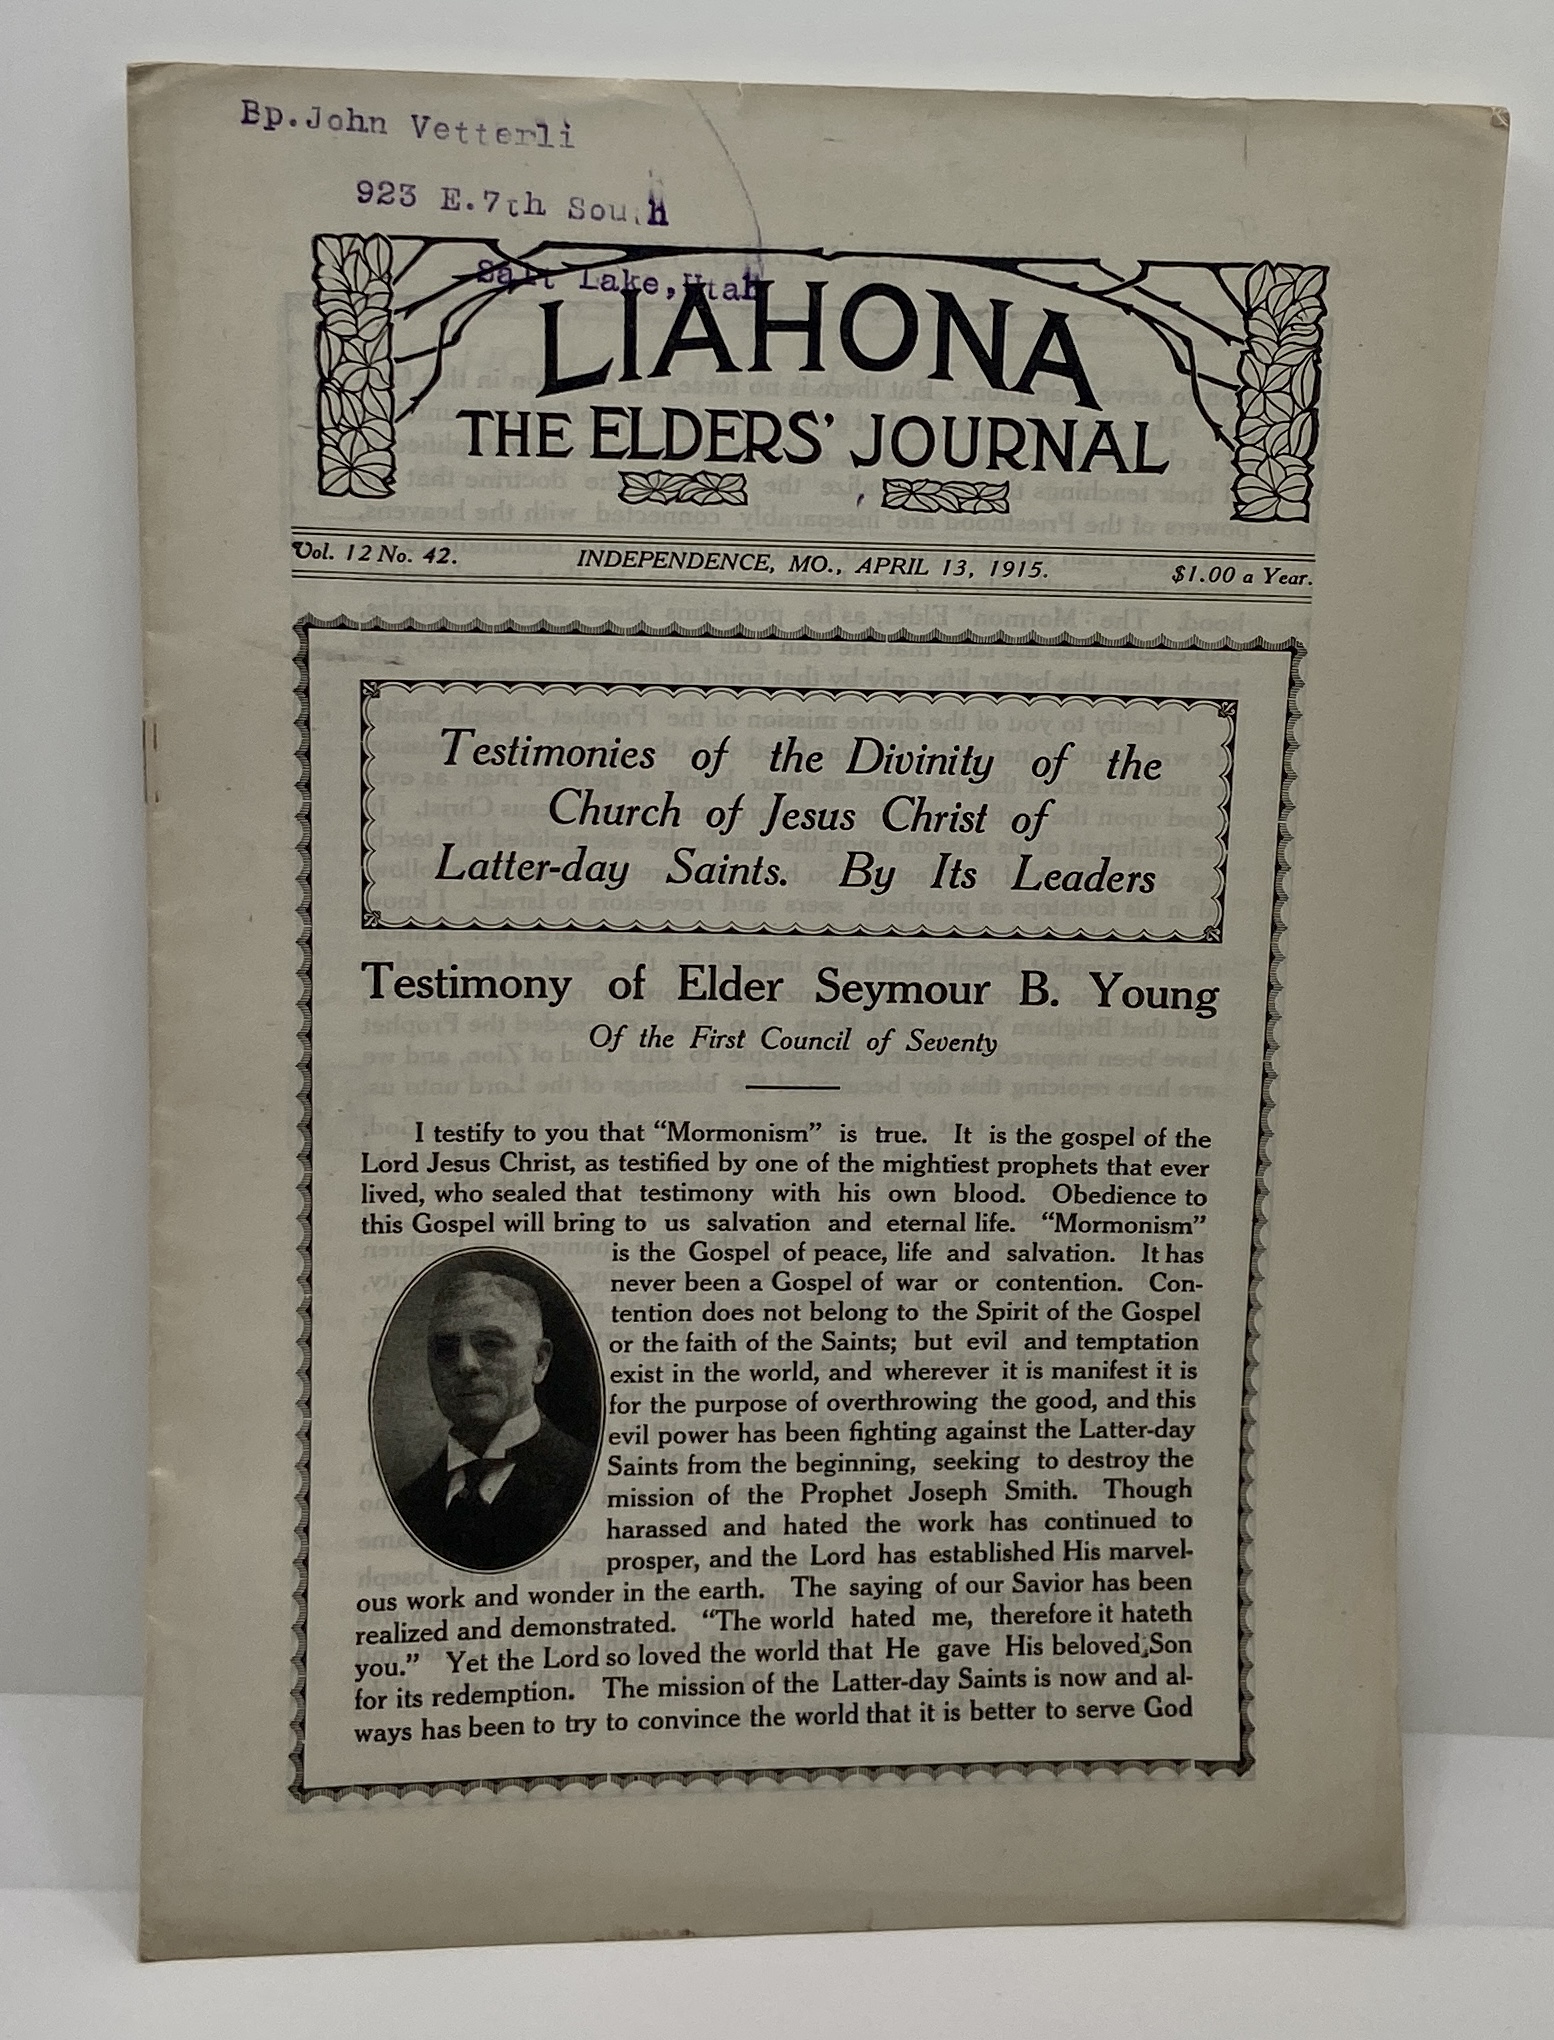 Bp. John Vetterli
923 E. 7th South
Salt Lake, Utah
LIAHONA
THE ELDERS' JOURNAL
Vol. 12 No. 42. INDEPENDENCE, MO., APRIL 13, 1915. $1.00 a Year.
Testimonies of the Divinity of the
Church of Jesus Christ of
Latter-day Saints. By Its Leaders
Testimony of Elder Seymour B. Young
Of the First Council of Seventy
I testify to you that “Mormonism” is true. It is the gospel of the
Lord Jesus Christ, as testified by one of the mightiest prophets that ever
lived, who sealed that testimony with his own blood. Obedience to
this Gospel will bring to us salvation and eternal life. “Mormonism”
is the Gospel of peace, life and salvation. It has
never been a Gospel of war or contention. Con-
tention does not belong to the Spirit of the Gospel
or the faith of the Saints; but evil and temptation
exist in the world, and wherever it is manifest it is
for the purpose of overthrowing the good, and this
evil power has been fighting against the Latter-day
Saints from the beginning, seeking to destroy the
mission of the Prophet Joseph Smith. Though
harassed and hated the work has continued to
prosper, and the Lord has established His marvel-
ous work and wonder in the earth. The saying of our Savior has been
realized and demonstrated. “The world hated me, therefore it hateth
you.” Yet the Lord so loved the world that He gave His beloved Son
for its redemption. The mission of the Latter-day Saints is now and al-
ways has been to try to convince the world that it is better to serve God